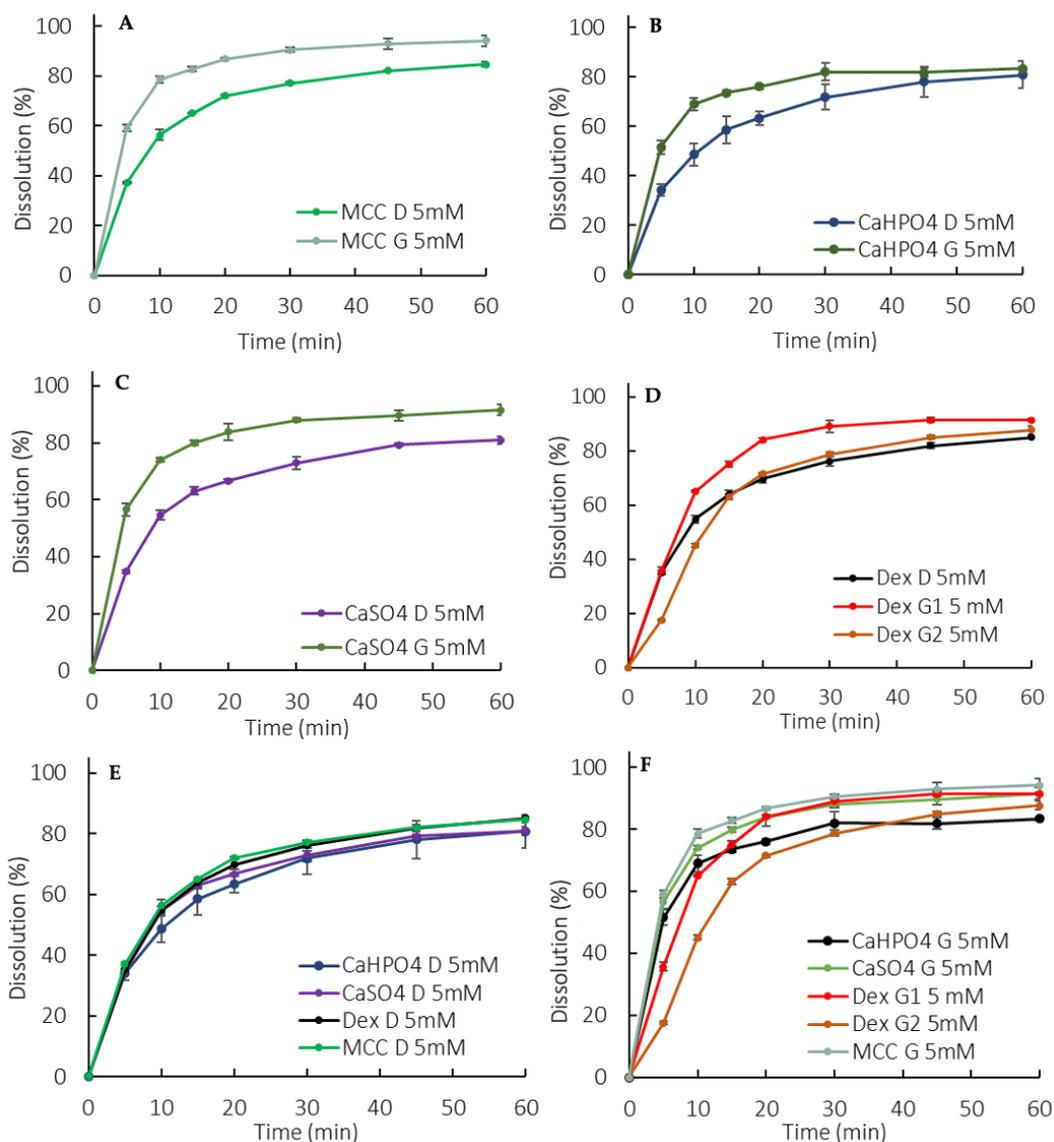 A
100
80
60
40
20
0
Dissolution (%)
MCC D 5mM
MCC G 5mM
0 10 20 30 40 50 60
Time (min)
B
100
80
60
40
20
0
Dissolution (%)
CaHPO4 D 5mM
CaHPO4 G 5mM
0 10 20 30 40 50 60
Time (min)
C
100
80
60
40
20
0
Dissolution (%)
CaSO4 D 5mM
CaSO4 G 5mM
0 10 20 30 40 50 60
Time (min)
D
100
80
60
40
20
0
Dissolution (%)
Dex D 5mM
Dex G1 5 mM
Dex G2 5mM
0 10 20 30 40 50 60
Time (min)
E
100
80
60
40
20
0
Dissolution (%)
CaHPO4 D 5mM
CaSO4 D 5mM
Dex D 5mM
MCC D 5mM
0 10 20 30 40 50 60
Time (min)
F
100
80
60
40
20
0
Dissolution (%)
CaHPO4 G 5mM
CaSO4 G 5mM
Dex G1 5 mM
Dex G2 5mM
MCC G 5mM
0 10 20 30 40 50 60
Time (min)